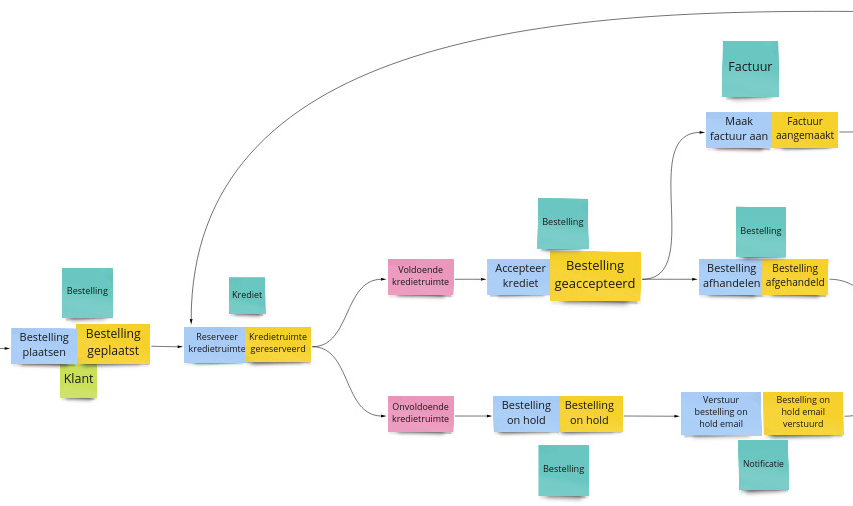 Factuur
Maak
factuur aan
Factuur
aangemaakt
Bestelling
Bestelling
Voldoende
kredietruimte
Accepteer
krediet
Bestelling
geaccepteerd
Bestelling
afhandelen
Bestelling
afgehandeld
Bestelling
Krediet
Bestelling
plaatsen
Bestelling
geplaatst
Klant
Reserveer
kredietruimte
Kredietruimte
gereserveerd
Onvoldoende
kredietruimte
Bestelling
on hold
Bestelling
on hold
Verstuur
bestelling on
hold email
Bestelling on
hold email
verstuurd
Bestelling
Notificatie